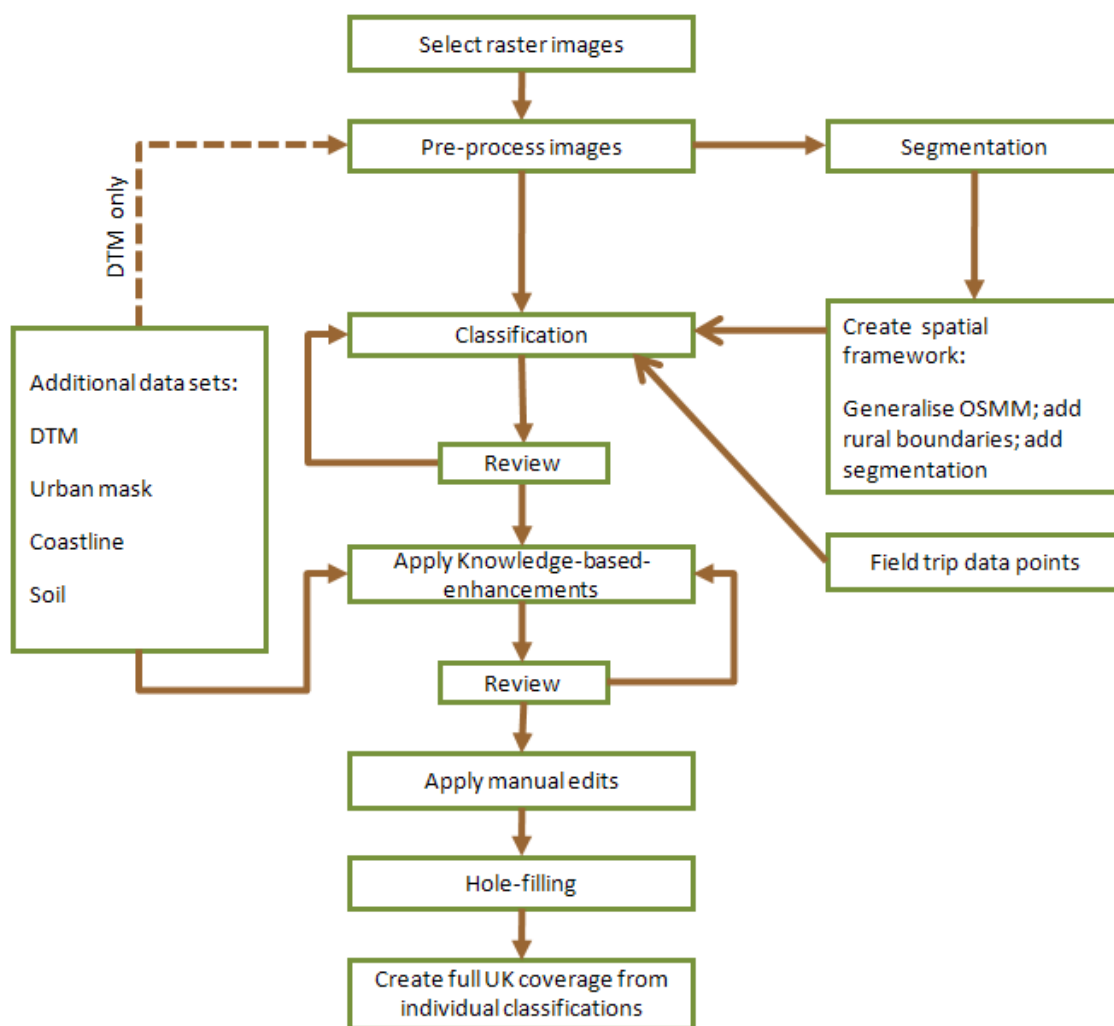 Select raster images
Pre-process images
Segmentation
DTM only
Classification
Create spatial
framework:
Generalise OSMM; add
rural boundaries; add
segmentation
Additional data sets:
DTM
Urban mask
Coastline
Soil
Review
Field trip data points
Apply Knowledge-based-
enhancements
Review
Apply manual edits
Hole-filling
Create full UK coverage from
individual classifications